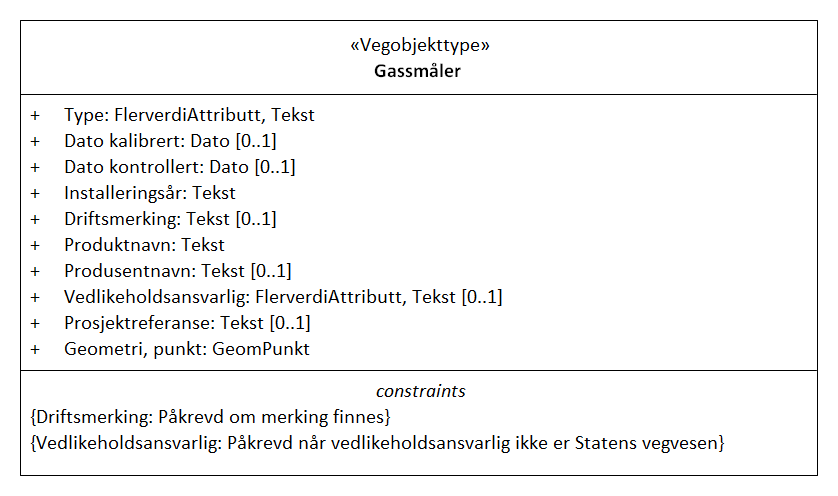 «Vegobjekttype»
Gassmåler
+ Type: FlerverdiAttributt, Tekst
+ Dato kalibrert: Dato [0..1]
+ Dato kontrollert: Dato [0..1]
+ Installeringsår: Tekst
+ Driftsmerking: Tekst [0..1]
+ Produktnavn: Tekst
+ Produsentnavn: Tekst [0..1]
+ Vedlikeholdsansvarlig: FlerverdiAttributt, Tekst [0..1]
+ Prosjektreferanse: Tekst [0..1]
+ Geometri, punkt: GeomPunkt
constraints
{Driftsmerking: Påkrevd om merking finnes}
{Vedlikeholdsansvarlig: Påkrevd når vedlikeholdsansvarlig ikke er Statens vegvesen}